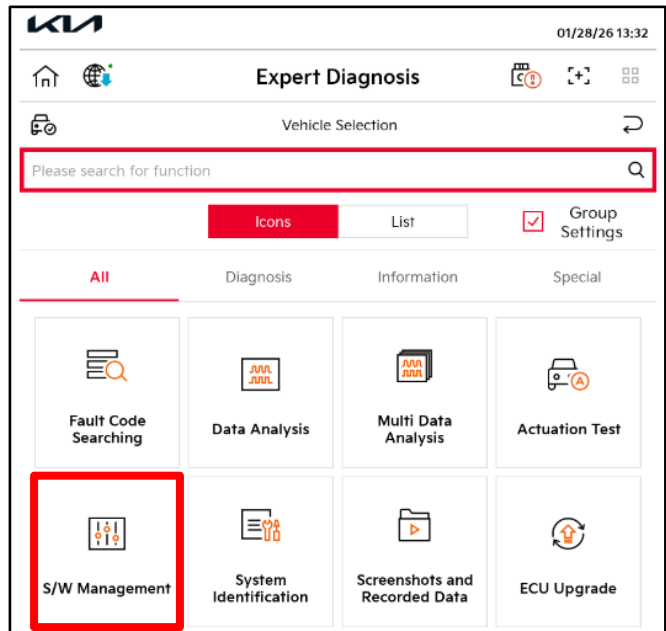 KIA
01/28/26 13:32
Expert Diagnosis
Vehicle Selection
Please search for function
Icons
List
Group
Settings
All
Diagnosis
Information
Special
Fault Code
Searching
Data Analysis
Multi Data
Analysis
A
Actuation Test
S/W Management
System
Identification
Screenshots and
Recorded Data
ECU Upgrade